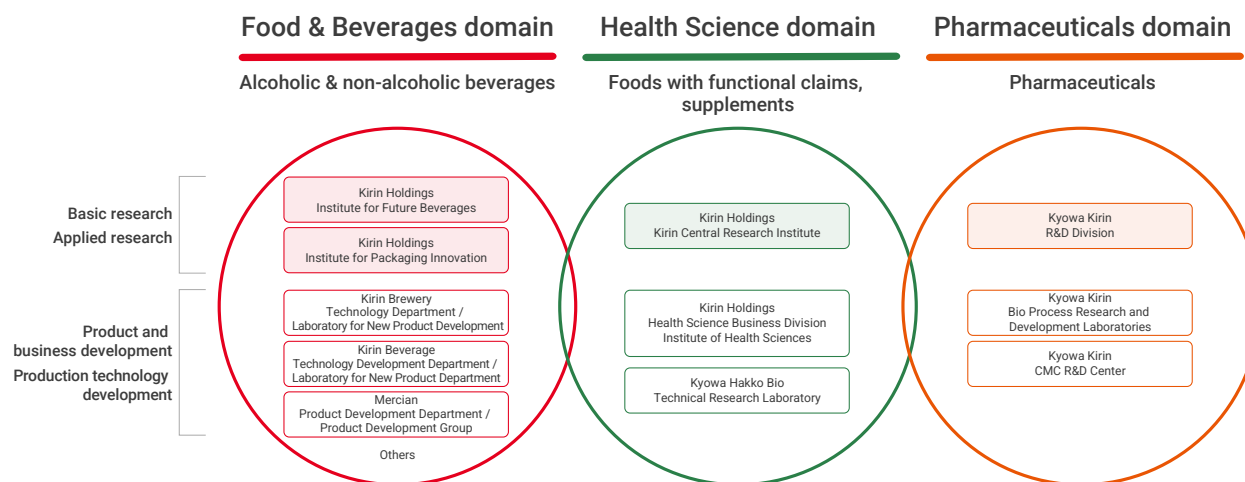 Food & Beverages domain
Health Science domain
Pharmaceuticals domain
Alcoholic & non-alcoholic beverages
Foods with functional claims,
supplements
Pharmaceuticals
Basic research
Applied research
Product and
business development
Production technology
development
Kirin Holdings
Institute for Future Beverages
Kirin Holdings
Institute for Packaging Innovation
Kirin Brewery
Technology Department /
Laboratory for New Product Development
Kirin Beverage
Technology Development Department /
Laboratory for New Product Department
Mercian
Product Development Department /
Product Development Group
Others
Kirin Holdings
Kirin Central Research Institute
Kirin Holdings
Health Science Business Division
Institute of Health Sciences
Kyowa Hakko Bio
Technical Research Laboratory
Kyowa Kirin
R&D Division
Kyowa Kirin
Bio Process Research and
Development Laboratories
Kyowa Kirin
CMC R&D Center